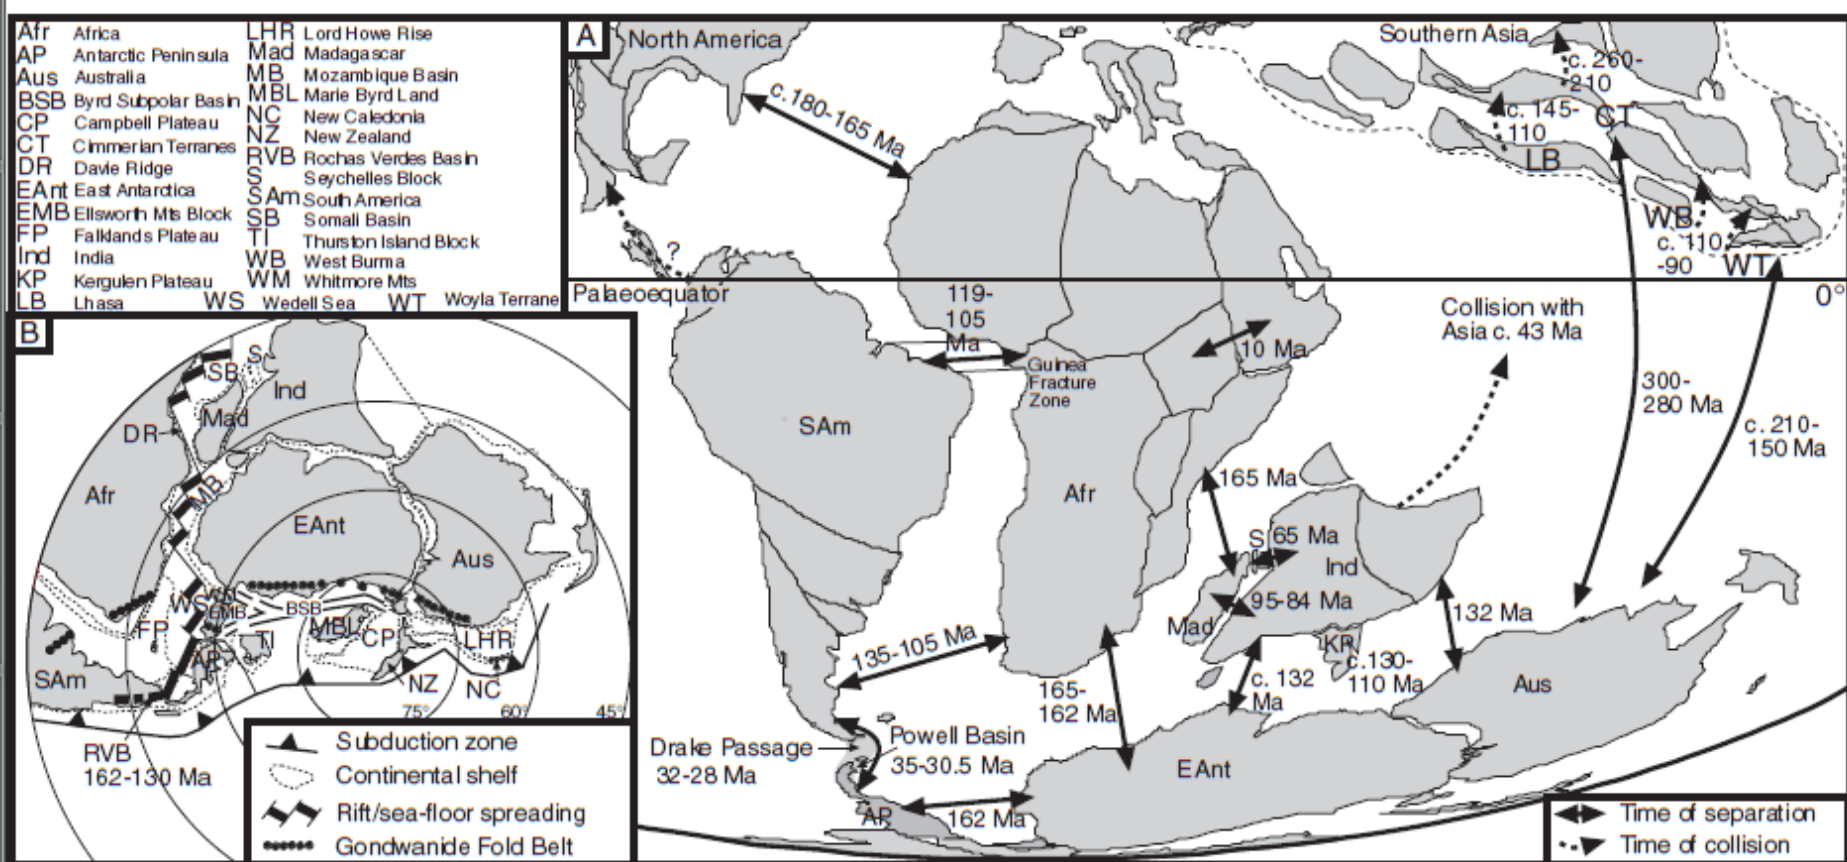 Afr Africa
AP Antarctic Peninsula
Aus Australia
BSB Byrd Subpolar Basin
CP Campbell Plateau
CT Cimmerian Terranes
DR Davie Ridge
EAnt East Antarctica
EMB Ellsworth Mts Block
FP Falklands Plateau
Ind India
KP Kergulen Plateau
LB Lhasa
LHR Lord Howe Rise
Mad Madagascar
MB Mozambique Basin
MBL Marie Byrd Land
NC New Caledonia
NZ New Zealand
RVB Rochas Verdes Basin
S Seychelles Block
SAm South America
SB Somali Basin
TI Thurston Island Block
WB West Burma
WM Whitmore Mts
WS Wedell Sea
WT Woyla Terrane
A
North America
Southern Asia
c. 260-
210
c. 180-165 Ma
c. 145-
110
CT
LB
WB
c. 110
-90
WT
?
Palaeoequator
0°
119-
105
Ma
Guinea
Fracture
Zone
10 Ma
Collision with
Asia c. 43 Ma
300-
280 Ma
c. 210-
150 Ma
SAm
Afr
165 Ma
S
65 Ma
Ind
95-84 Ma
Mad
132 Ma
KP
c. 130-
110 Ma
c. 132
Ma
135-105 Ma
165-
162 Ma
Aus
Drake Passage
32-28 Ma
Powell Basin
35-30.5 Ma
EAnt
AP
162 Ma
Time of separation
Time of collision
B
SB
S
Ind
Mad
DR
Afr
MB
EAnt
Aus
WS
WM
EMB
BSB
FP
TI
MBL
CP
LHR
AP
SAm
NZ
NC
75°
60°
45°
RVB
162-130 Ma
Subduction zone
Continental shelf
Rift/sea-floor spreading
Gondwanide Fold Belt